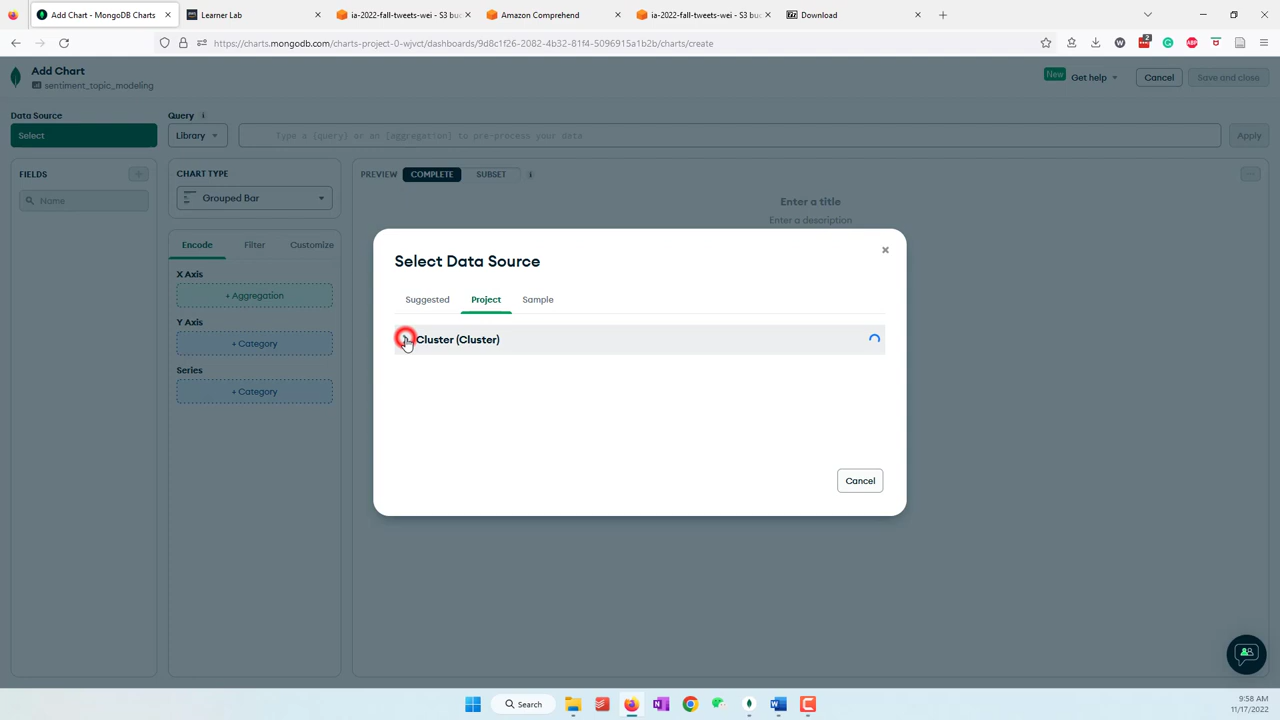 Add Chart - MongoDB Charts
Learner Lab
ia-2022-fall-tweets-wei - S3 buc
Amazon Comprehend
ia-2022-fall-tweets-wei - S3 buc
Download
https://charts.mongodb.com/charts-project-0-wjvct/dashboard/9d8c1f36-2082-4b33-81f4-5096915a1b2b/charts/create
2
Add Chart
sentiment_topic_modeling
New
Get help
Cancel
Save and close
Data Source
Query
Select
Library
Type a {query} or an [aggregation] to pre-process your data
Apply
FIELDS
CHART TYPE
PREVIEW
COMPLETE
SUBSET
Name
Grouped Bar
Enter a title
Enter a description
Encode
Filter
Customize
X Axis
+ Aggregation
Y Axis
+ Category
Series
+ Category
Select Data Source
Suggested
Project
Sample
Cluster (Cluster)
Cancel
Search
9:58 AM
11/17/2022